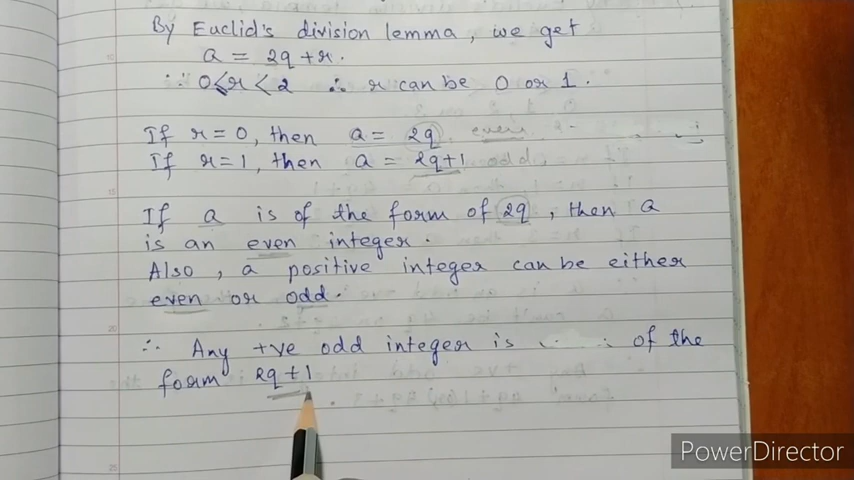 By Euclid's division lemma, we get
a = 2q + r.
∵ 0 ≤ r < 2 ∴ r can be 0 or 1.
If r = 0, then a = 2q even
If r = 1, then a = 2q+1 odd
If a is of the form of 2q, then a
is an even integer.
Also, a positive integer can be either
even or odd.
∴ Any +ve odd integer is of the
form 2q + 1
PowerDirector